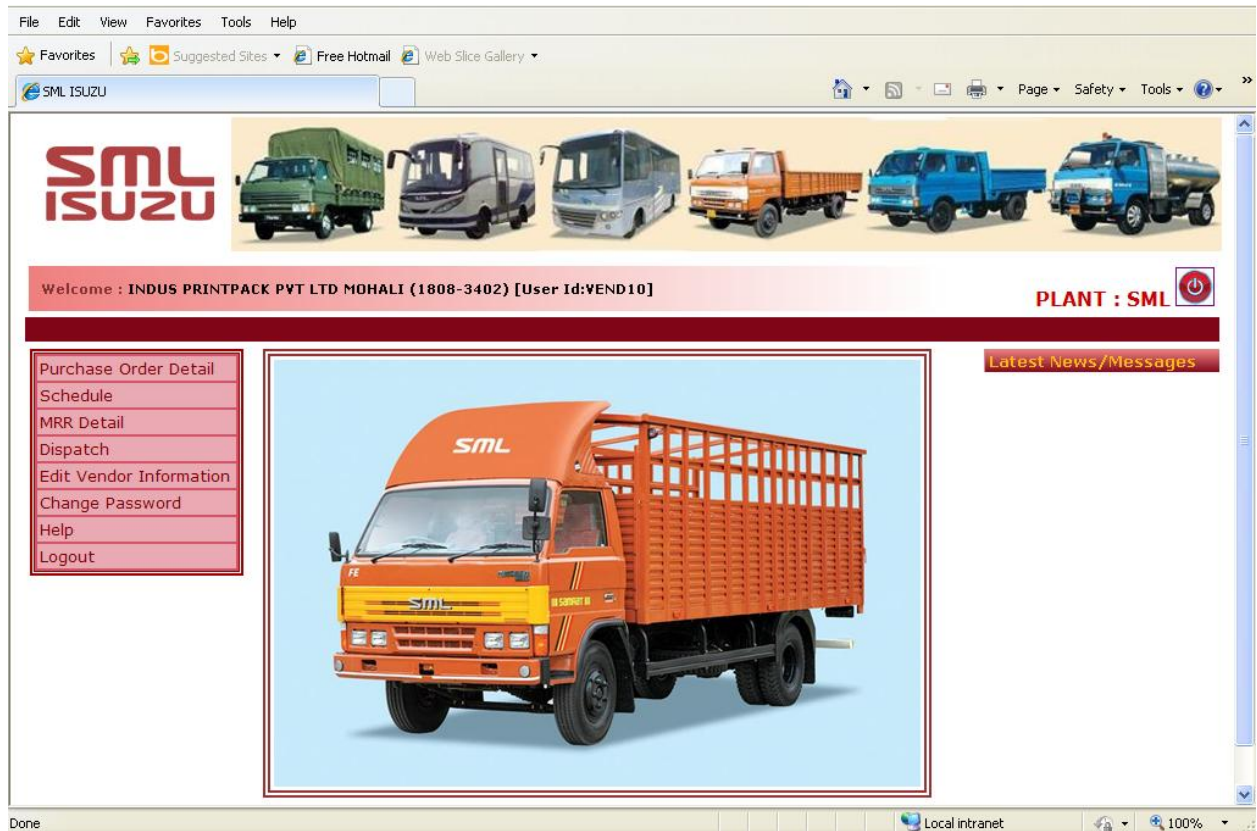 File Edit View Favorites Tools Help
Favorites Suggested Sites Free Hotmail Web Slice Gallery
SML ISUZU
Page Safety Tools
SML
ISUZU
Welcome : INDUS PRINTPACK PVT LTD MOHALI (1808-3402) [User Id:VEND10]
PLANT : SML
Purchase Order Detail
Schedule
MRR Detail
Dispatch
Edit Vendor Information
Change Password
Help
Logout
Latest News/Messages
SML
FE
SML
SAMRAT
Done
Local intranet
100%